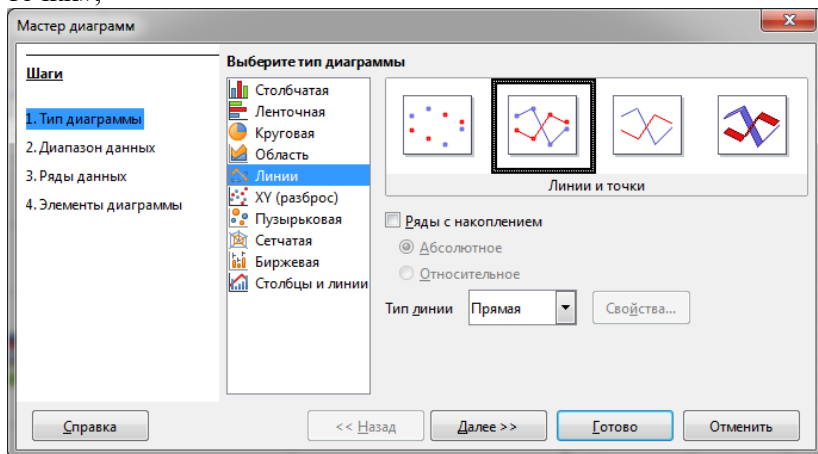 Мастер диаграмм
Шаги
1. Тип диаграммы
2. Диапазон данных
3. Ряды данных
4. Элементы диаграммы
Выберите тип диаграммы
Столбчатая
Ленточная
Круговая
Область
Линии
XY (разброс)
Пузырьковая
Сетчатая
Биржевая
Столбцы и линии
Линии и точки
Ряды с накоплением
Абсолютное
Относительное
Тип линии Прямая Свойства...
Справка << Назад Далее >> Готово Отменить